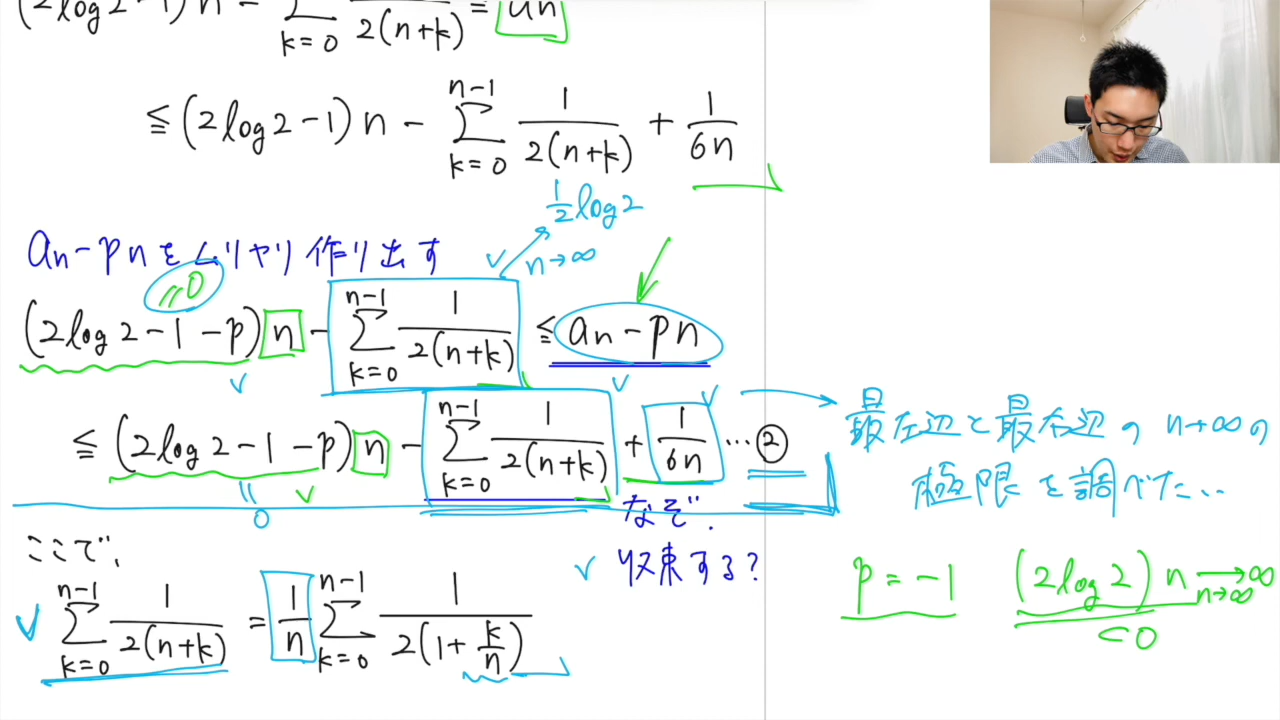 (2log2-1)n - Σ_{k=0} 1/2(n+k) = an
≦ (2log2-1)n - Σ_{k=0}^{n-1} 1/2(n+k) + 1/6n
1/2 log2
n→∞
an-pnをムリヤリ作り出す
=0
(2log2-1-p)n - Σ_{k=0}^{n-1} 1/2(n+k) ≦ an-pn
≦ (2log2-1-p)n - Σ_{k=0}^{n-1} 1/2(n+k) + 1/6n …②
=
0
最左辺と最右辺の n→∞の
極限を調べた…
なぞ.
収束する?
ここで、
Σ_{k=0}^{n-1} 1/2(n+k) = 1/n Σ_{k=0}^{n-1} 1/2(1+k/n)
p=-1 (2log2)n →∞
n→∞
<0